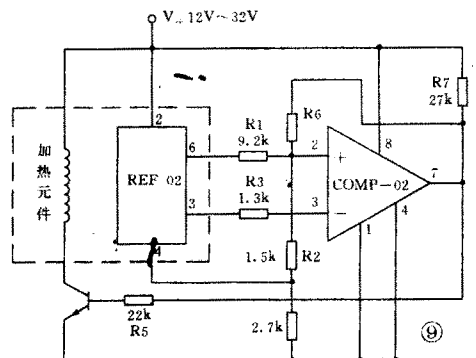 V_ 12V～32V
R7
27k
2
R6
8
加热元件
R1
9.2k
6
2
+
REF 02
COMP-02
7
R3
1.3k
3
3
−
4
4
1
1.5k
R2
22k
R5
2.7k
⑨